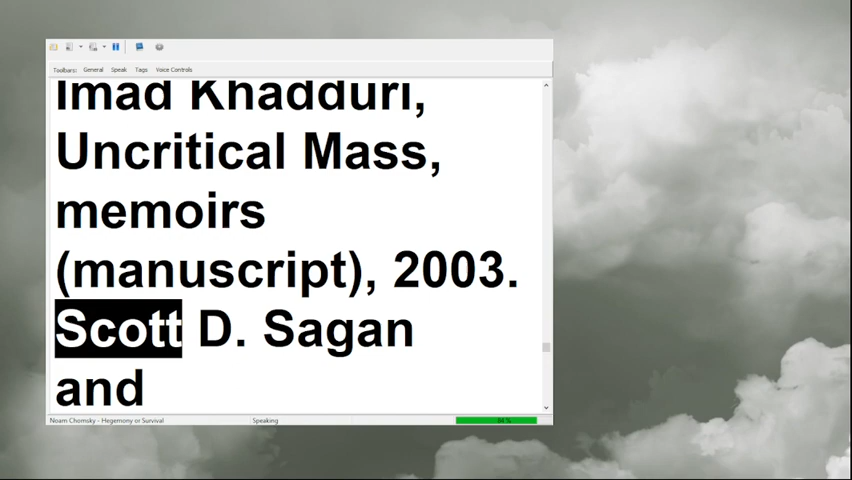 Toolbars: General Speak Tags Voice Controls
Imad Khadduri,
Uncritical Mass,
memoirs
(manuscript), 2003.
Scott D. Sagan
and
Noam Chomsky - Hegemony or Survival Speaking 84 %